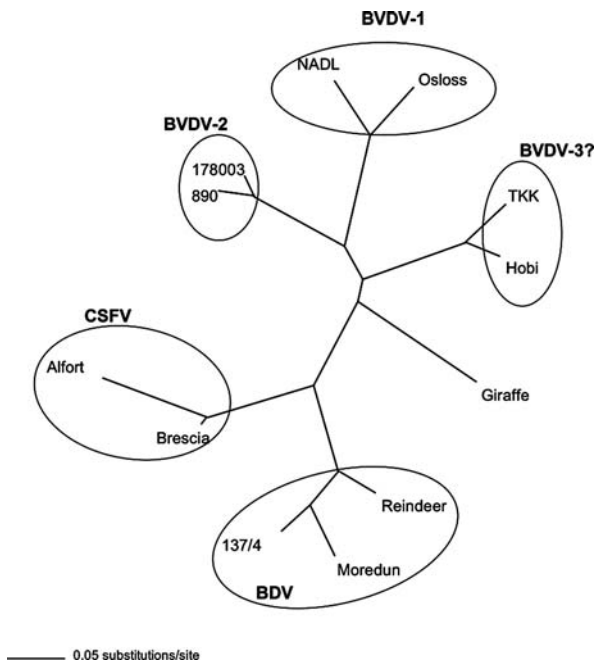 BVDV-1
NADL
Osloss
BVDV-2
178003
890
BVDV-3?
TKK
Hobi
CSFV
Alfort
Brescia
Giraffe
Reindeer
137/4
Moredun
BDV
0.05 substitutions/site